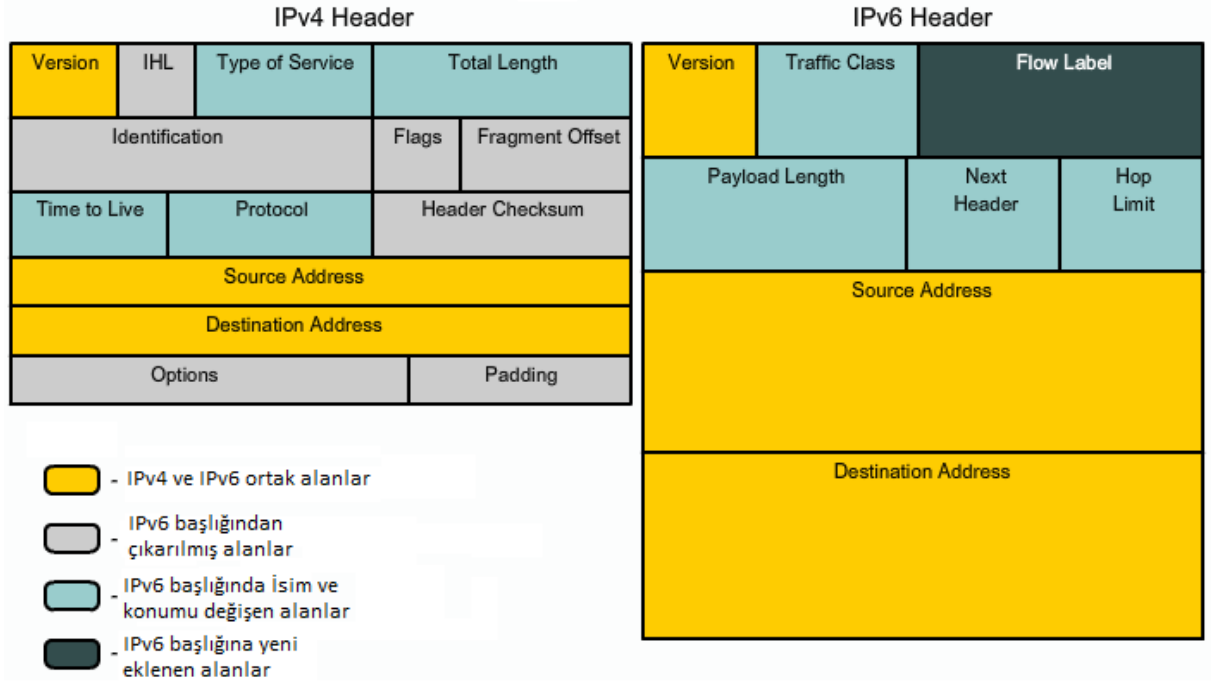 IPv4 Header
IPv6 Header
Version IHL Type of Service Total Length
Identification Flags Fragment Offset
Time to Live Protocol Header Checksum
Source Address
Destination Address
Options Padding
Version Traffic Class Flow Label
Payload Length Next Header Hop Limit
Source Address
Destination Address
- IPv4 ve IPv6 ortak alanlar
- IPv6 başlığından
çıkarılmış alanlar
- IPv6 başlığında İsim ve
konumu değişen alanlar
- IPv6 başlığına yeni
eklenen alanlar